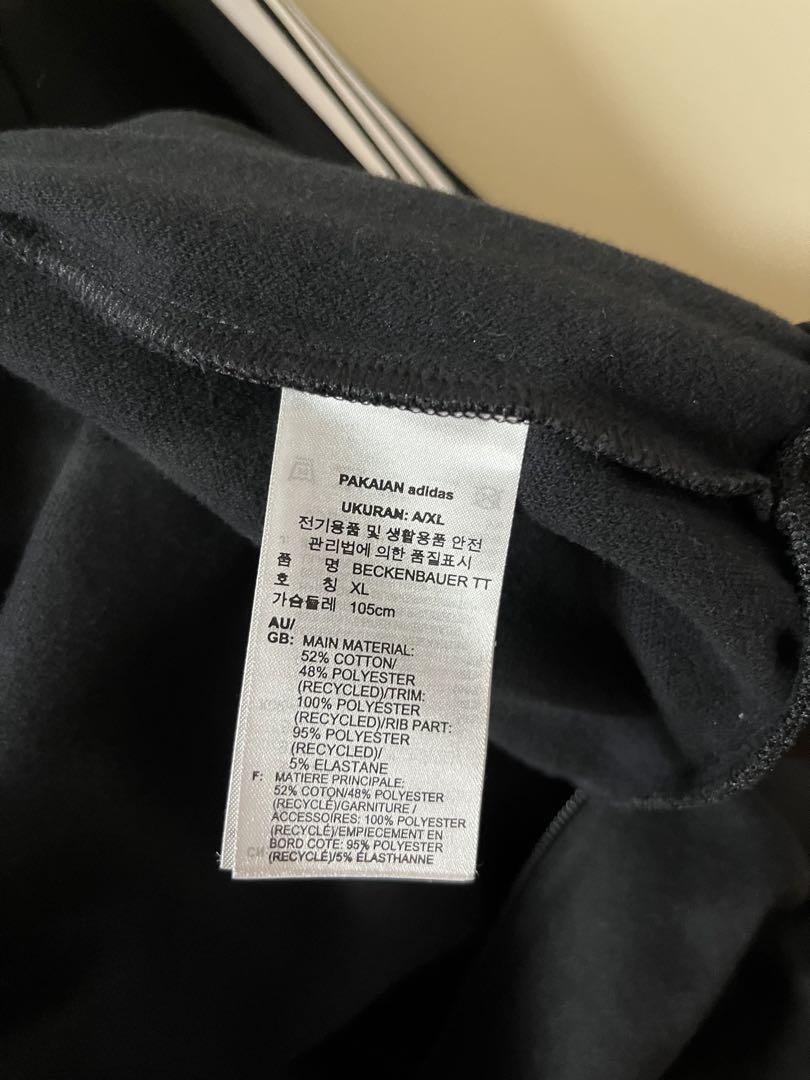 PAKAIAN adidas
UKURAN: A/XL
전기용품 및 생활용품 안전
관리법에 의한 품질표시
품 명 BECKENBAUER TT
호 칭 XL
가슴둘레 105cm
AU/
GB: MAIN MATERIAL:
52% COTTON/
48% POLYESTER
(RECYCLED)/TRIM:
100% POLYESTER
(RECYCLED)/RIB PART:
95% POLYESTER
(RECYCLED)/
5% ELASTANE
F: MATIERE PRINCIPALE:
52% COTON/48% POLYESTER
(RECYCLÉ)/GARNITURE /
ACCESSOIRES: 100% POLYESTER
(RECYCLÉ)/EMPIECEMENT EN
BORD COTE: 95% POLYESTER
(RECYCLÉ)/5% ÉLASTHANNE